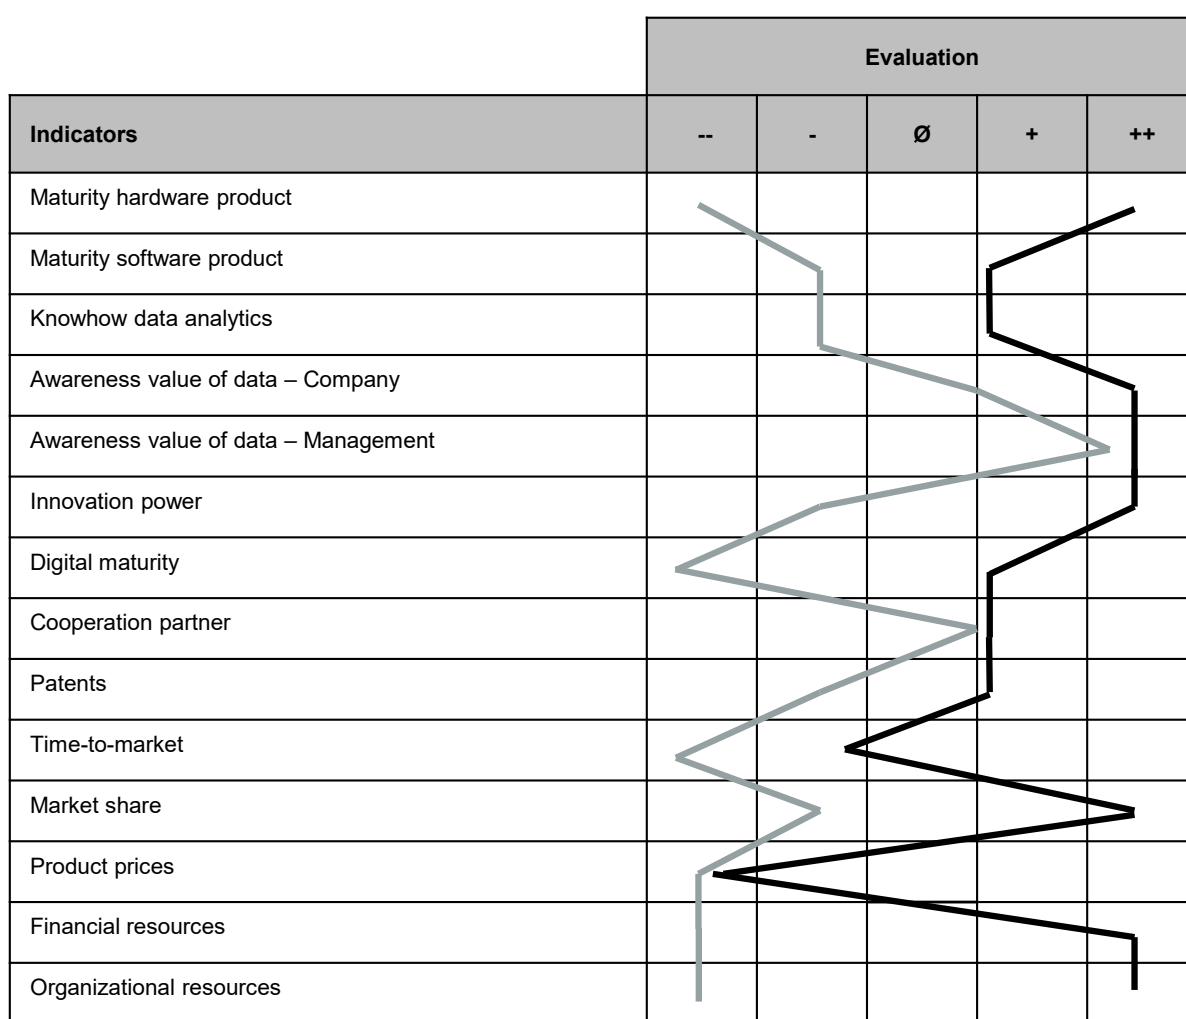 Evaluation
Indicators -- - Ø + ++
Maturity hardware product
Maturity software product
Knowhow data analytics
Awareness value of data – Company
Awareness value of data – Management
Innovation power
Digital maturity
Cooperation partner
Patents
Time-to-market
Market share
Product prices
Financial resources
Organizational resources